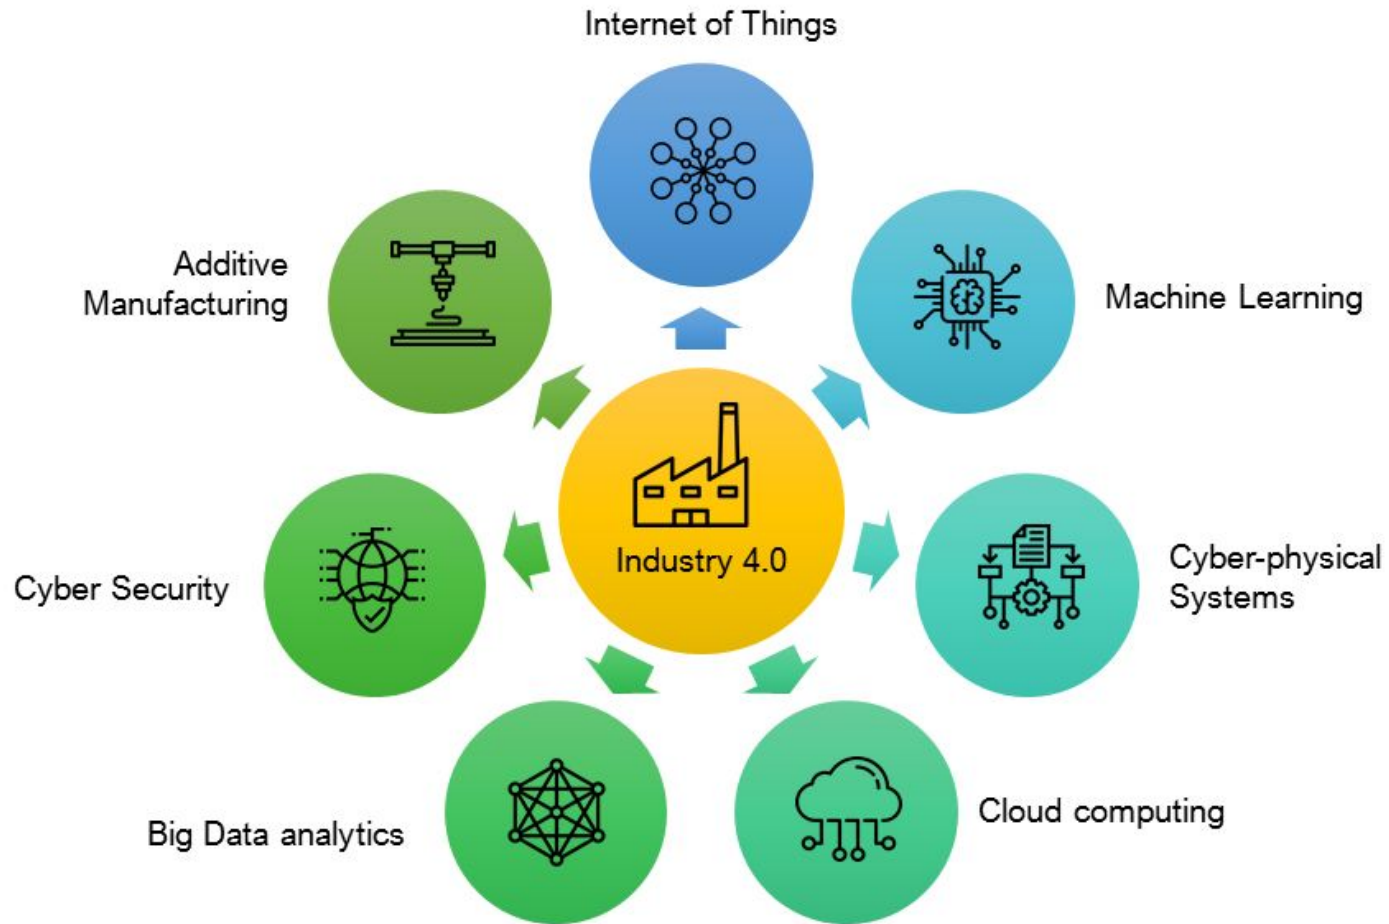 Internet of Things
Additive
Manufacturing
Machine Learning
Industry 4.0
Cyber Security
Cyber-physical
Systems
Big Data analytics
Cloud computing